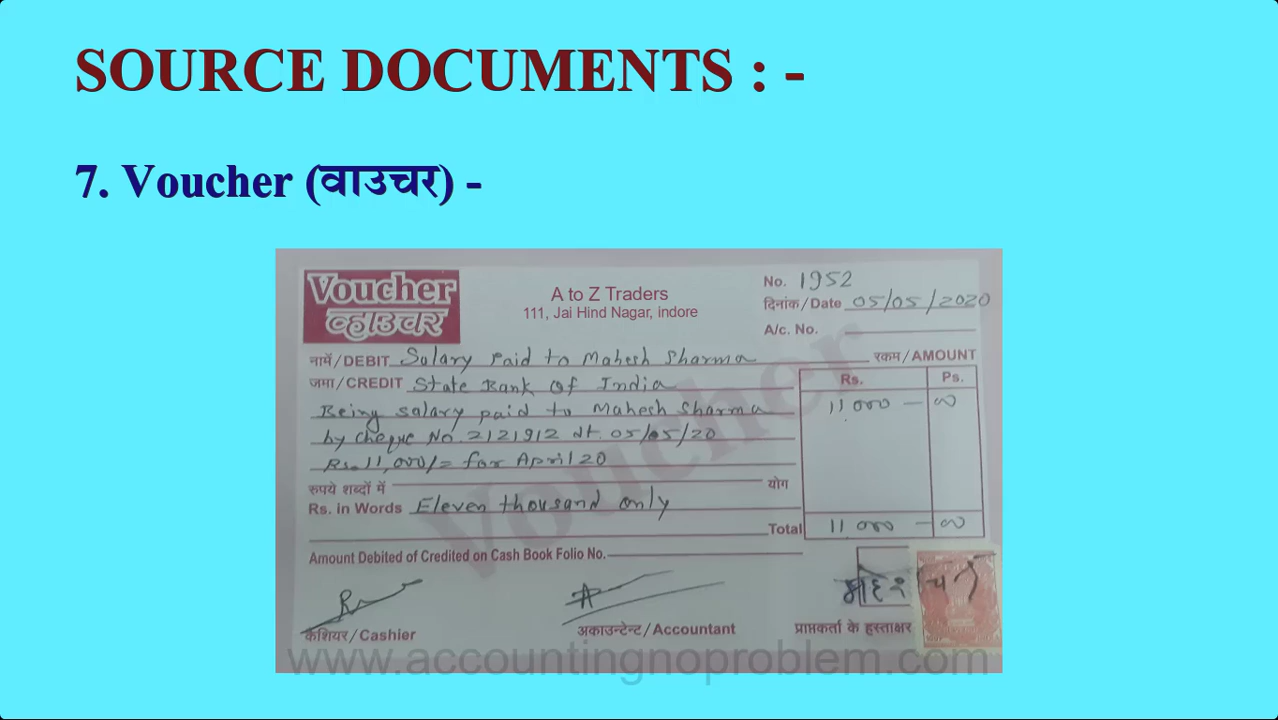 SOURCE DOCUMENTS : -
7. Voucher (वाउचर) -
Voucher
व्हाउचर
A to Z Traders
111, Jai Hind Nagar, indore
No. 1952
दिनांक/Date 05/05/2020
A/c. No.
नामें/DEBIT Salary Paid to Mahesh Sharma
रकम/AMOUNT
जमा/CREDIT State Bank Of India
Rs. Ps.
Being salary paid to Mahesh Sharma
11,000 — 00
by cheque No. 2121912 dt. 05/05/20
Rs. 11,000/= for April 20
रुपये शब्दों में
योग
Rs. in Words Eleven thousand only
Total 11,000 — 00
Amount Debited of Credited on Cash Book Folio No.
कैशियर/Cashier
अकाउन्टेन्ट/Accountant
प्राप्तकर्ता के हस्ताक्षर
Voucher
www.accountingnoproblem.com